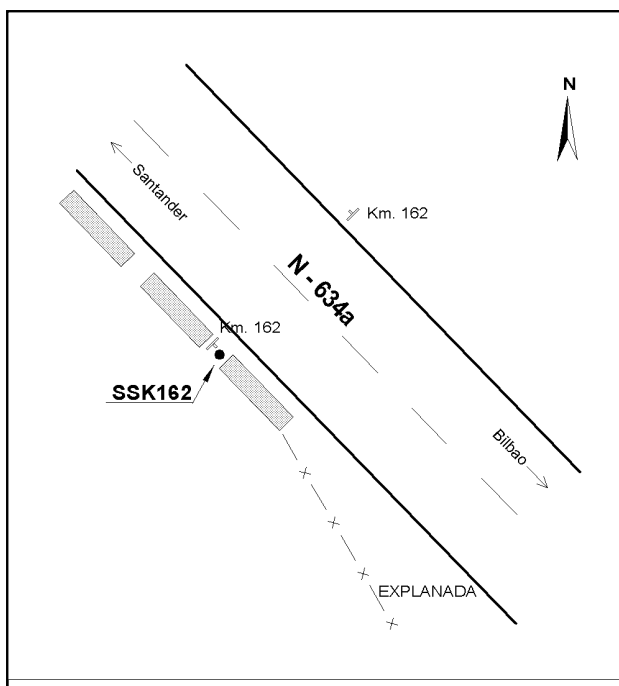 N
Santander
Km. 162
N - 634a
Km. 162
SSK162
Bilbao
EXPLANADA